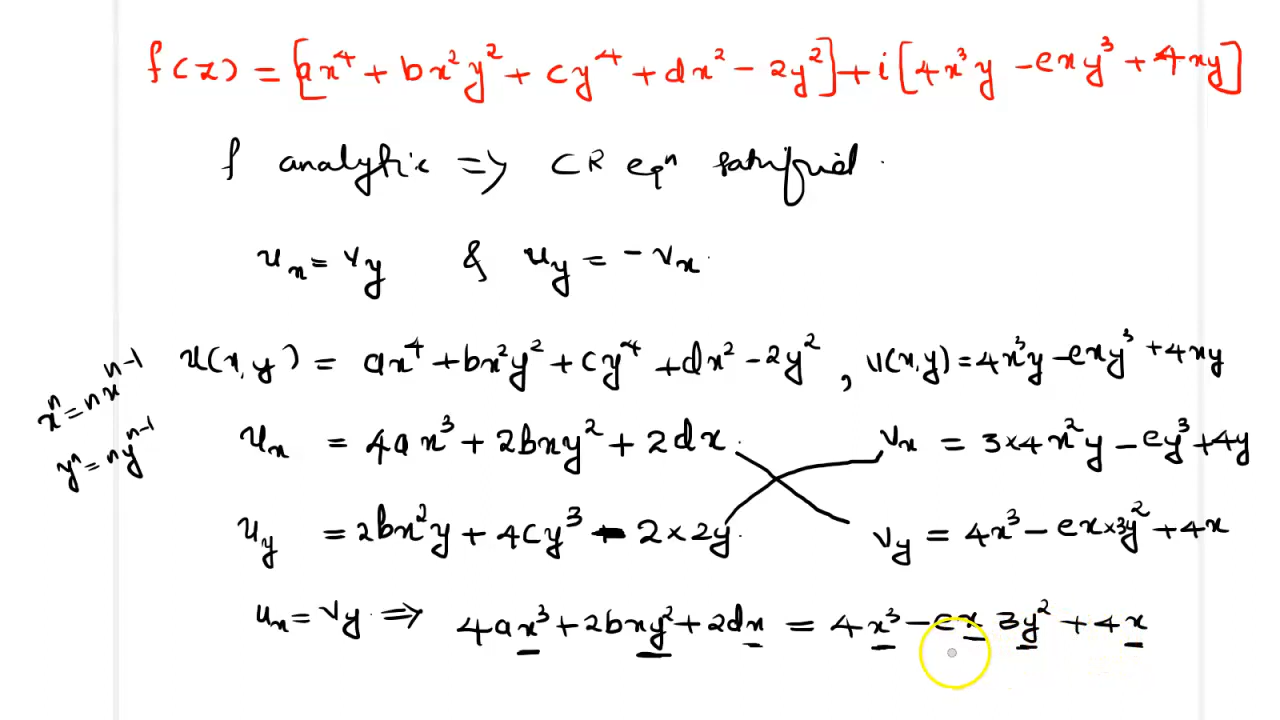 f(z) = [ax⁴ + bx²y² + cy⁴ + dx² - 2y²] + i[4x³y - exy³ + 4xy]
f analytic => CR eqⁿ satisfied.
uₓ = v_y & u_y = -vₓ.
xⁿ = nxⁿ⁻¹
yⁿ = nyⁿ⁻¹
u(x,y) = ax⁴ + bx²y² + cy⁴ + dx² - 2y², v(x,y) = 4x³y - exy³ + 4xy
uₓ = 4ax³ + 2bxy² + 2dx. vₓ = 3×4x²y - ey³ + 4y
u_y = 2bx²y + 4cy³ - 2×2y. v_y = 4x³ - ex×3y² + 4x
uₓ = v_y => 4ax³ + 2bxy² + 2dx = 4x³ - ex 3y² + 4x